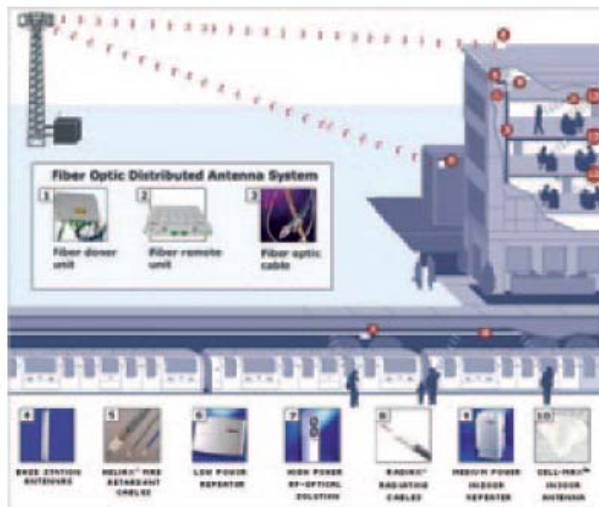 Fiber Optic Distributed Antenna System
1
2
3
Fiber donor
unit
Fiber remote
unit
Fiber optic
cable
4
5
6
7
8
9
10
BASE STATION
ANTENNAS
HELIAX® FIRE
RETARDANT
CABLES
LOW POWER
REPEATER
HIGH POWER
RF-OPTICAL
SOLUTION
RADIAX®
RADIATING
CABLES
MEDIUM POWER
INDOOR
REPEATER
CELL-MAX™
INDOOR
ANTENNA